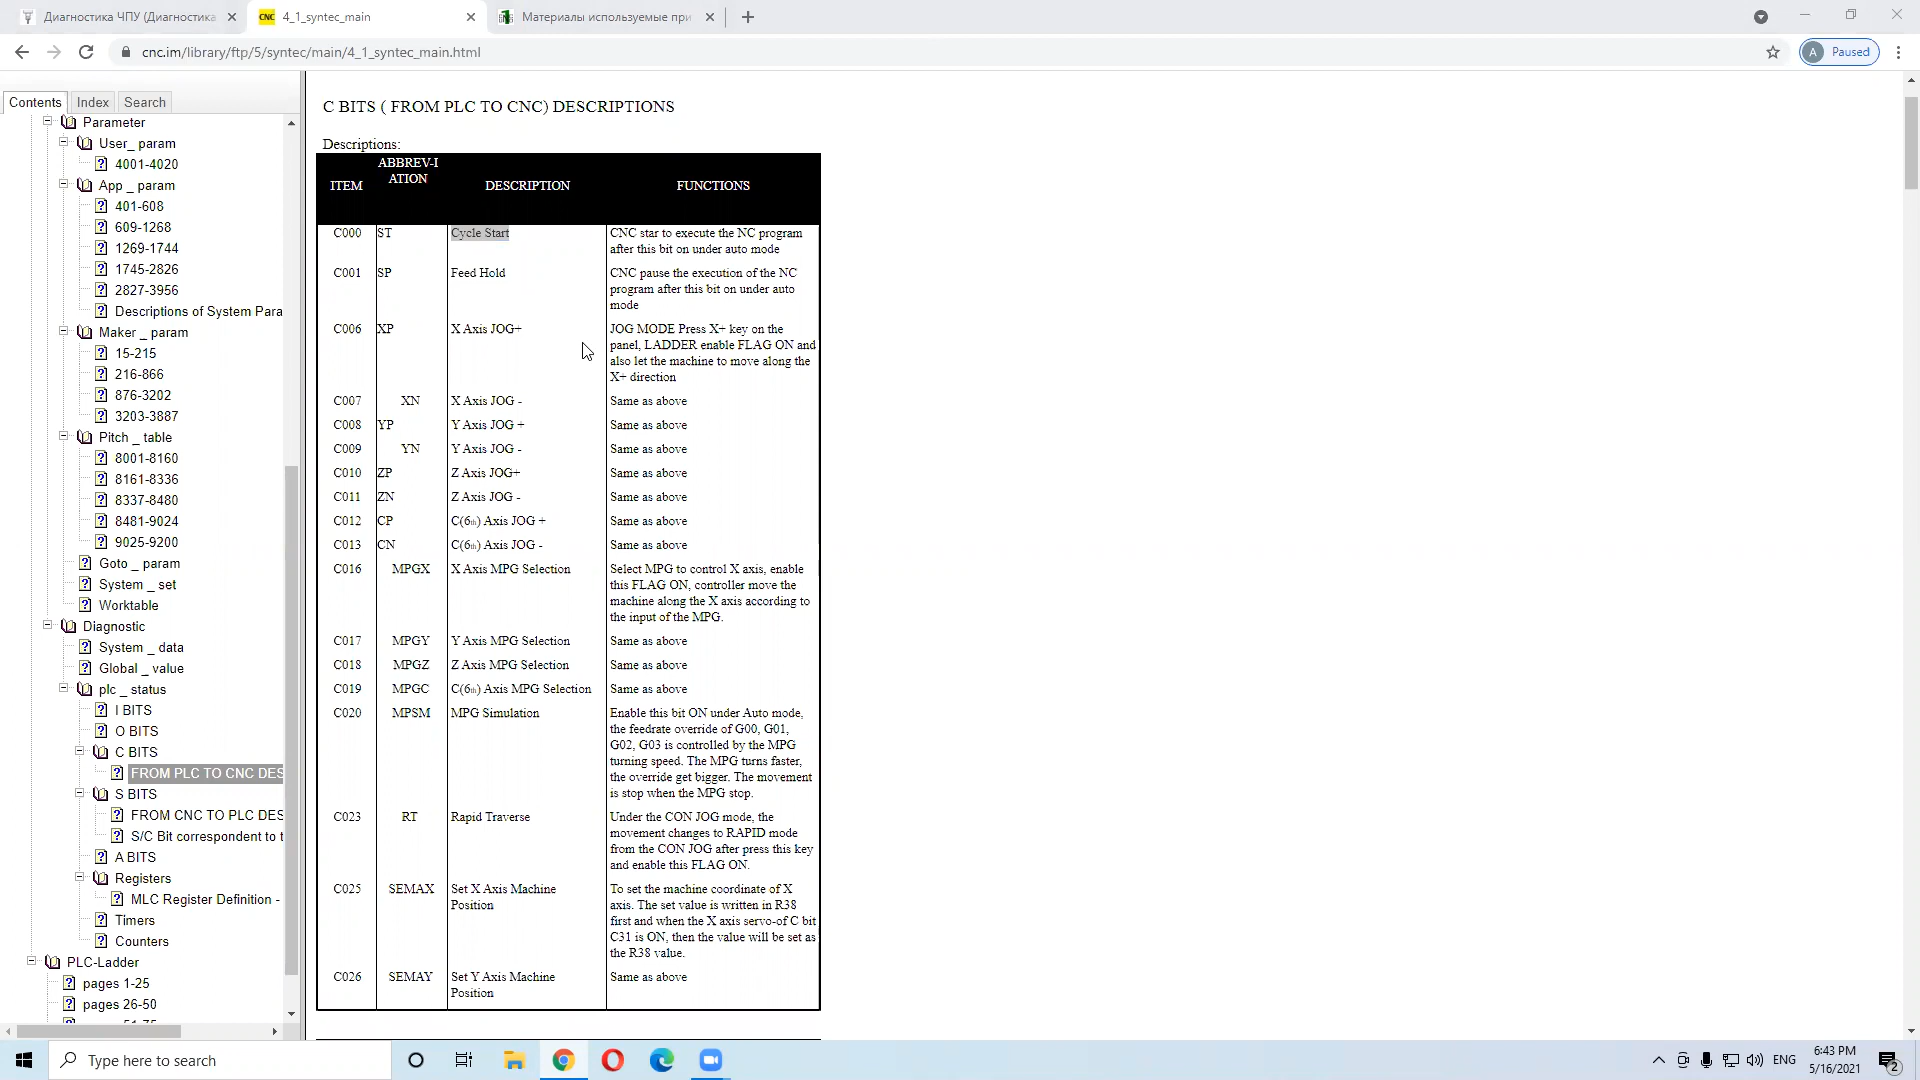 Диагностика ЧПУ (Диагностика
CNC 4_1_syntec_main
Материалы используемые при
cnc.im/library/ftp/5/syntec/main/4_1_syntec_main.html
A Paused
Contents Index Search
Parameter
User_ param
4001-4020
App _ param
401-608
609-1268
1269-1744
1745-2826
2827-3956
Descriptions of System Para
Maker _ param
15-215
216-866
876-3202
3203-3887
Pitch _ table
8001-8160
8161-8336
8337-8480
8481-9024
9025-9200
Goto _ param
System _ set
Worktable
Diagnostic
System _ data
Global _ value
plc _ status
I BITS
O BITS
C BITS
FROM PLC TO CNC DES
S BITS
FROM CNC TO PLC DES
S/C Bit correspondent to t
A BITS
Registers
MLC Register Definition -
Timers
Counters
PLC-Ladder
pages 1-25
pages 26-50
C BITS ( FROM PLC TO CNC) DESCRIPTIONS
Descriptions:
ITEM ABBREV-I
ATION DESCRIPTION FUNCTIONS
C000 ST Cycle Start CNC star to execute the NC program
after this bit on under auto mode
C001 SP Feed Hold CNC pause the execution of the NC
program after this bit on under auto
mode
C006 XP X Axis JOG+ JOG MODE Press X+ key on the
panel, LADDER enable FLAG ON and
also let the machine to move along the
X+ direction
C007 XN X Axis JOG - Same as above
C008 YP Y Axis JOG + Same as above
C009 YN Y Axis JOG - Same as above
C010 ZP Z Axis JOG+ Same as above
C011 ZN Z Axis JOG - Same as above
C012 CP C(6th) Axis JOG + Same as above
C013 CN C(6th) Axis JOG - Same as above
C016 MPGX X Axis MPG Selection Select MPG to control X axis, enable
this FLAG ON, controller move the
machine along the X axis according to
the input of the MPG.
C017 MPGY Y Axis MPG Selection Same as above
C018 MPGZ Z Axis MPG Selection Same as above
C019 MPGC C(6th) Axis MPG Selection Same as above
C020 MPSM MPG Simulation Enable this bit ON under Auto mode,
the feedrate override of G00, G01,
G02, G03 is controlled by the MPG
turning speed. The MPG turns faster,
the override get bigger. The movement
is stop when the MPG stop.
C023 RT Rapid Traverse Under the CON JOG mode, the
movement changes to RAPID mode
from the CON JOG after press this key
and enable this FLAG ON.
C025 SEMAX Set X Axis Machine
Position To set the machine coordinate of X
axis. The set value is written in R38
first and when the X axis servo-of C bit
C31 is ON, then the value will be set as
the R38 value.
C026 SEMAY Set Y Axis Machine
Position Same as above
Type here to search
ENG
6:43 PM
5/16/2021
2